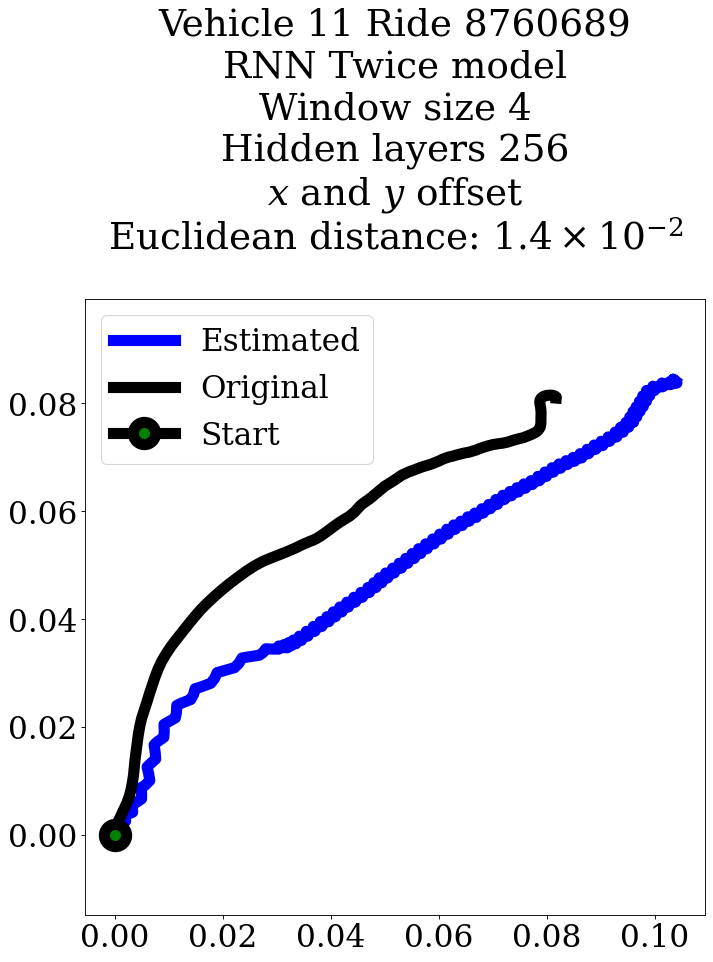 Vehicle 11 Ride 8760689
RNN Twice model
Window size 4
Hidden layers 256
x and y offset
Euclidean distance: 1.4 × 10⁻²
Estimated
Original
Start
0.08
0.06
0.04
0.02
0.00
0.00 0.02 0.04 0.06 0.08 0.10